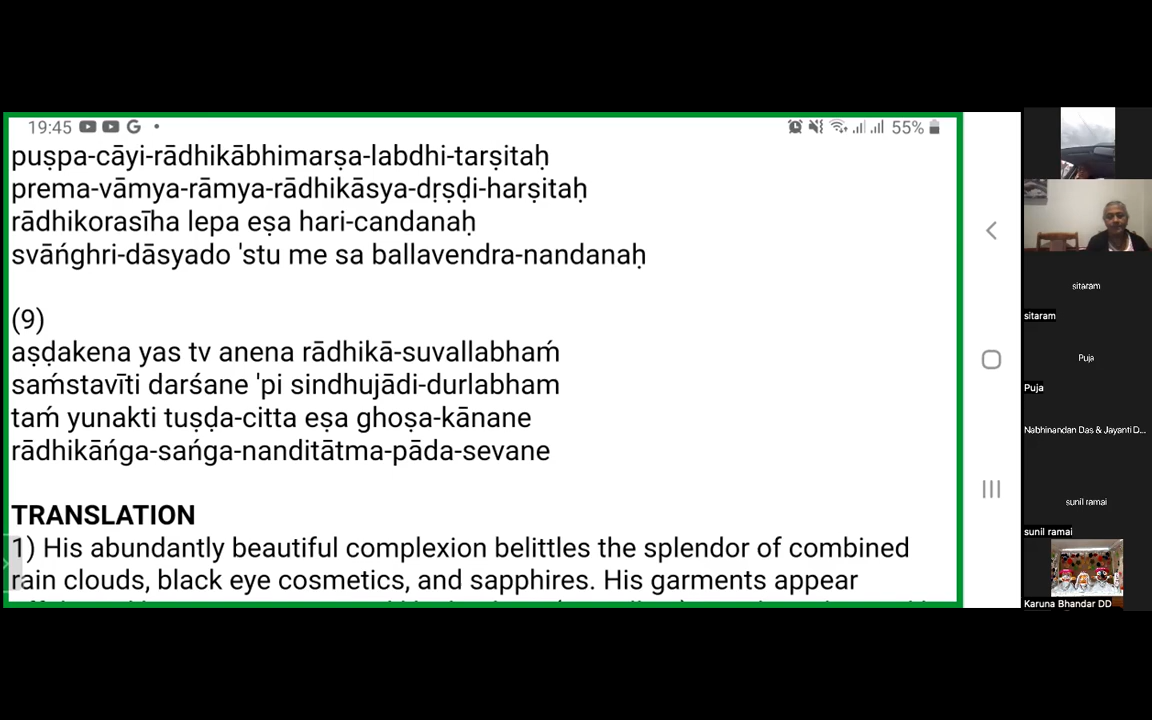 19:45 55%
puṣpa-cāyi-rādhikābhimarṣa-labdhi-tarṣitaḥ
prema-vāmya-rāmya-rādhikāsya-dṛṣḍi-harṣitaḥ
rādhikorasīha lepa eṣa hari-candanaḥ
svāńghri-dāsyado 'stu me sa ballavendra-nandanaḥ
(9)
aṣḍakena yas tv anena rādhikā-suvallabhaḿ
saḿstavīti darśane 'pi sindhujādi-durlabham
taḿ yunakti tuṣḍa-citta eṣa ghoṣa-kānane
rādhikāńga-sańga-nanditātma-pāda-sevane
TRANSLATION
1) His abundantly beautiful complexion belittles the splendor of combined
rain clouds, black eye cosmetics, and sapphires. His garments appear
sitaram
sitaram
Puja
Puja
Nabhinandan Das & Jayanti D...
sunil ramai
sunil ramai
Karuna Bhandar DD